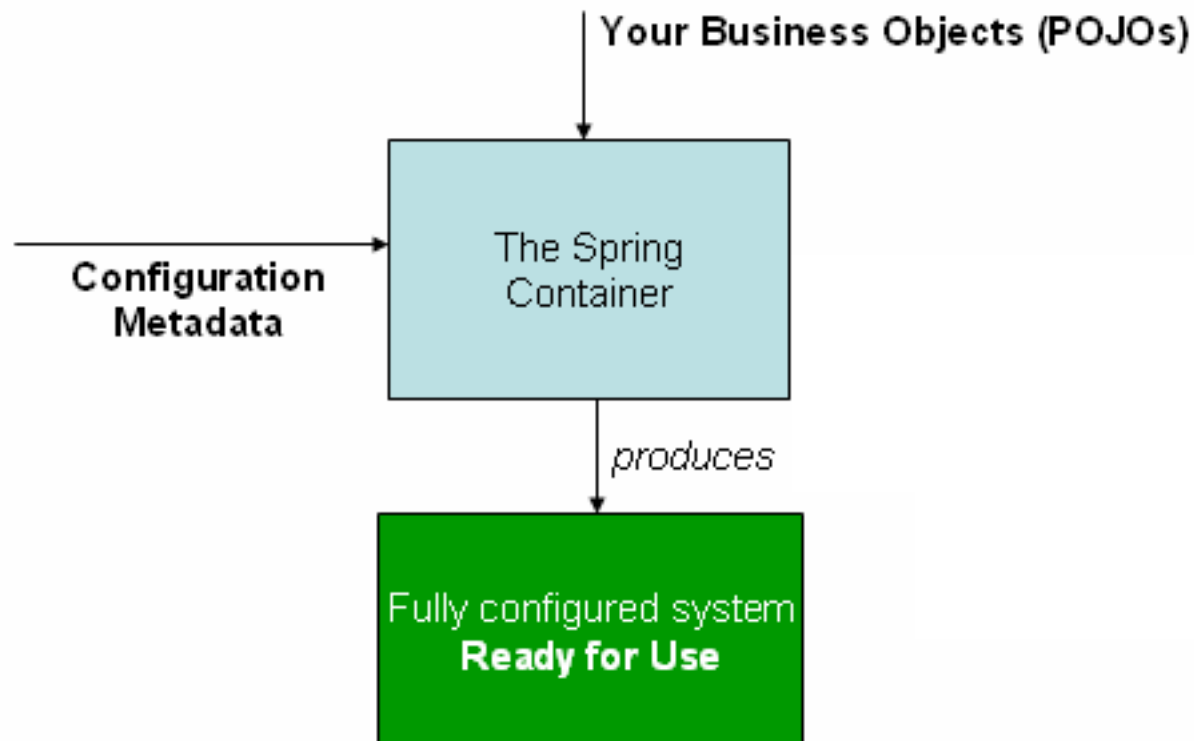 Your Business Objects (POJOs)
The Spring
Container
Configuration
Metadata
produces
Fully configured system
Ready for Use